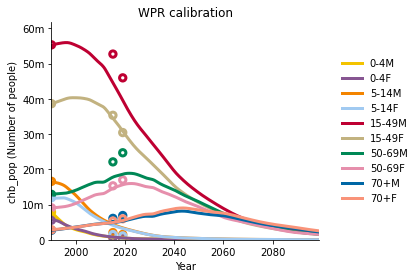 WPR calibration
chb_pop (Number of people)
60m
50m
40m
30m
20m
10m
0
2000
2020
2040
2060
2080
Year
0-4M
0-4F
5-14M
5-14F
15-49M
15-49F
50-69M
50-69F
70+M
70+F